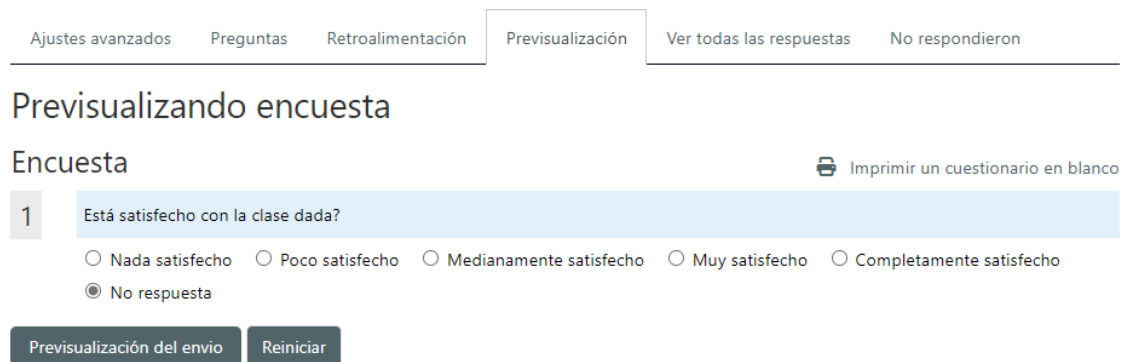 Ajustes avanzados Preguntas Retroalimentación Previsualización Ver todas las respuestas No respondieron
Previsualizando encuesta
Encuesta
Imprimir un cuestionario en blanco
1 Está satisfecho con la clase dada?
Nada satisfecho Poco satisfecho Medianamente satisfecho Muy satisfecho Completamente satisfecho
No respuesta
Previsualización del envio Reiniciar